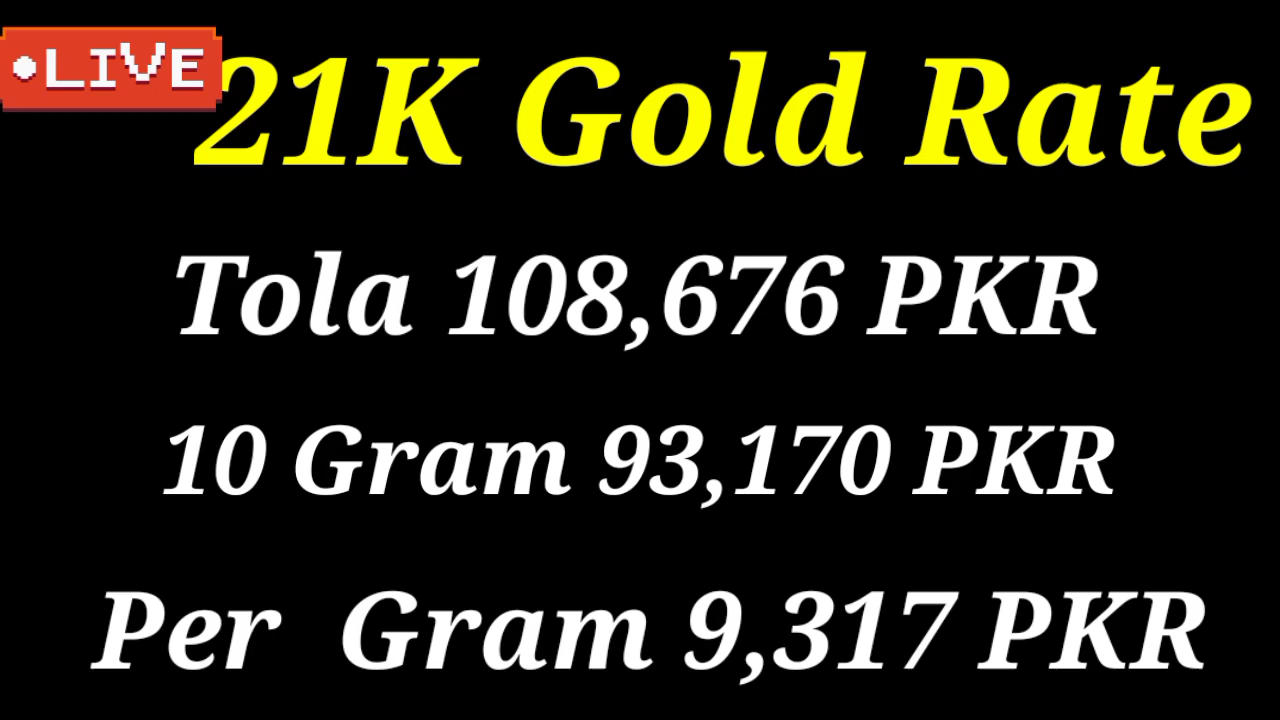 LIVE
21K Gold Rate
Tola 108,676 PKR
10 Gram 93,170 PKR
Per Gram 9,317 PKR